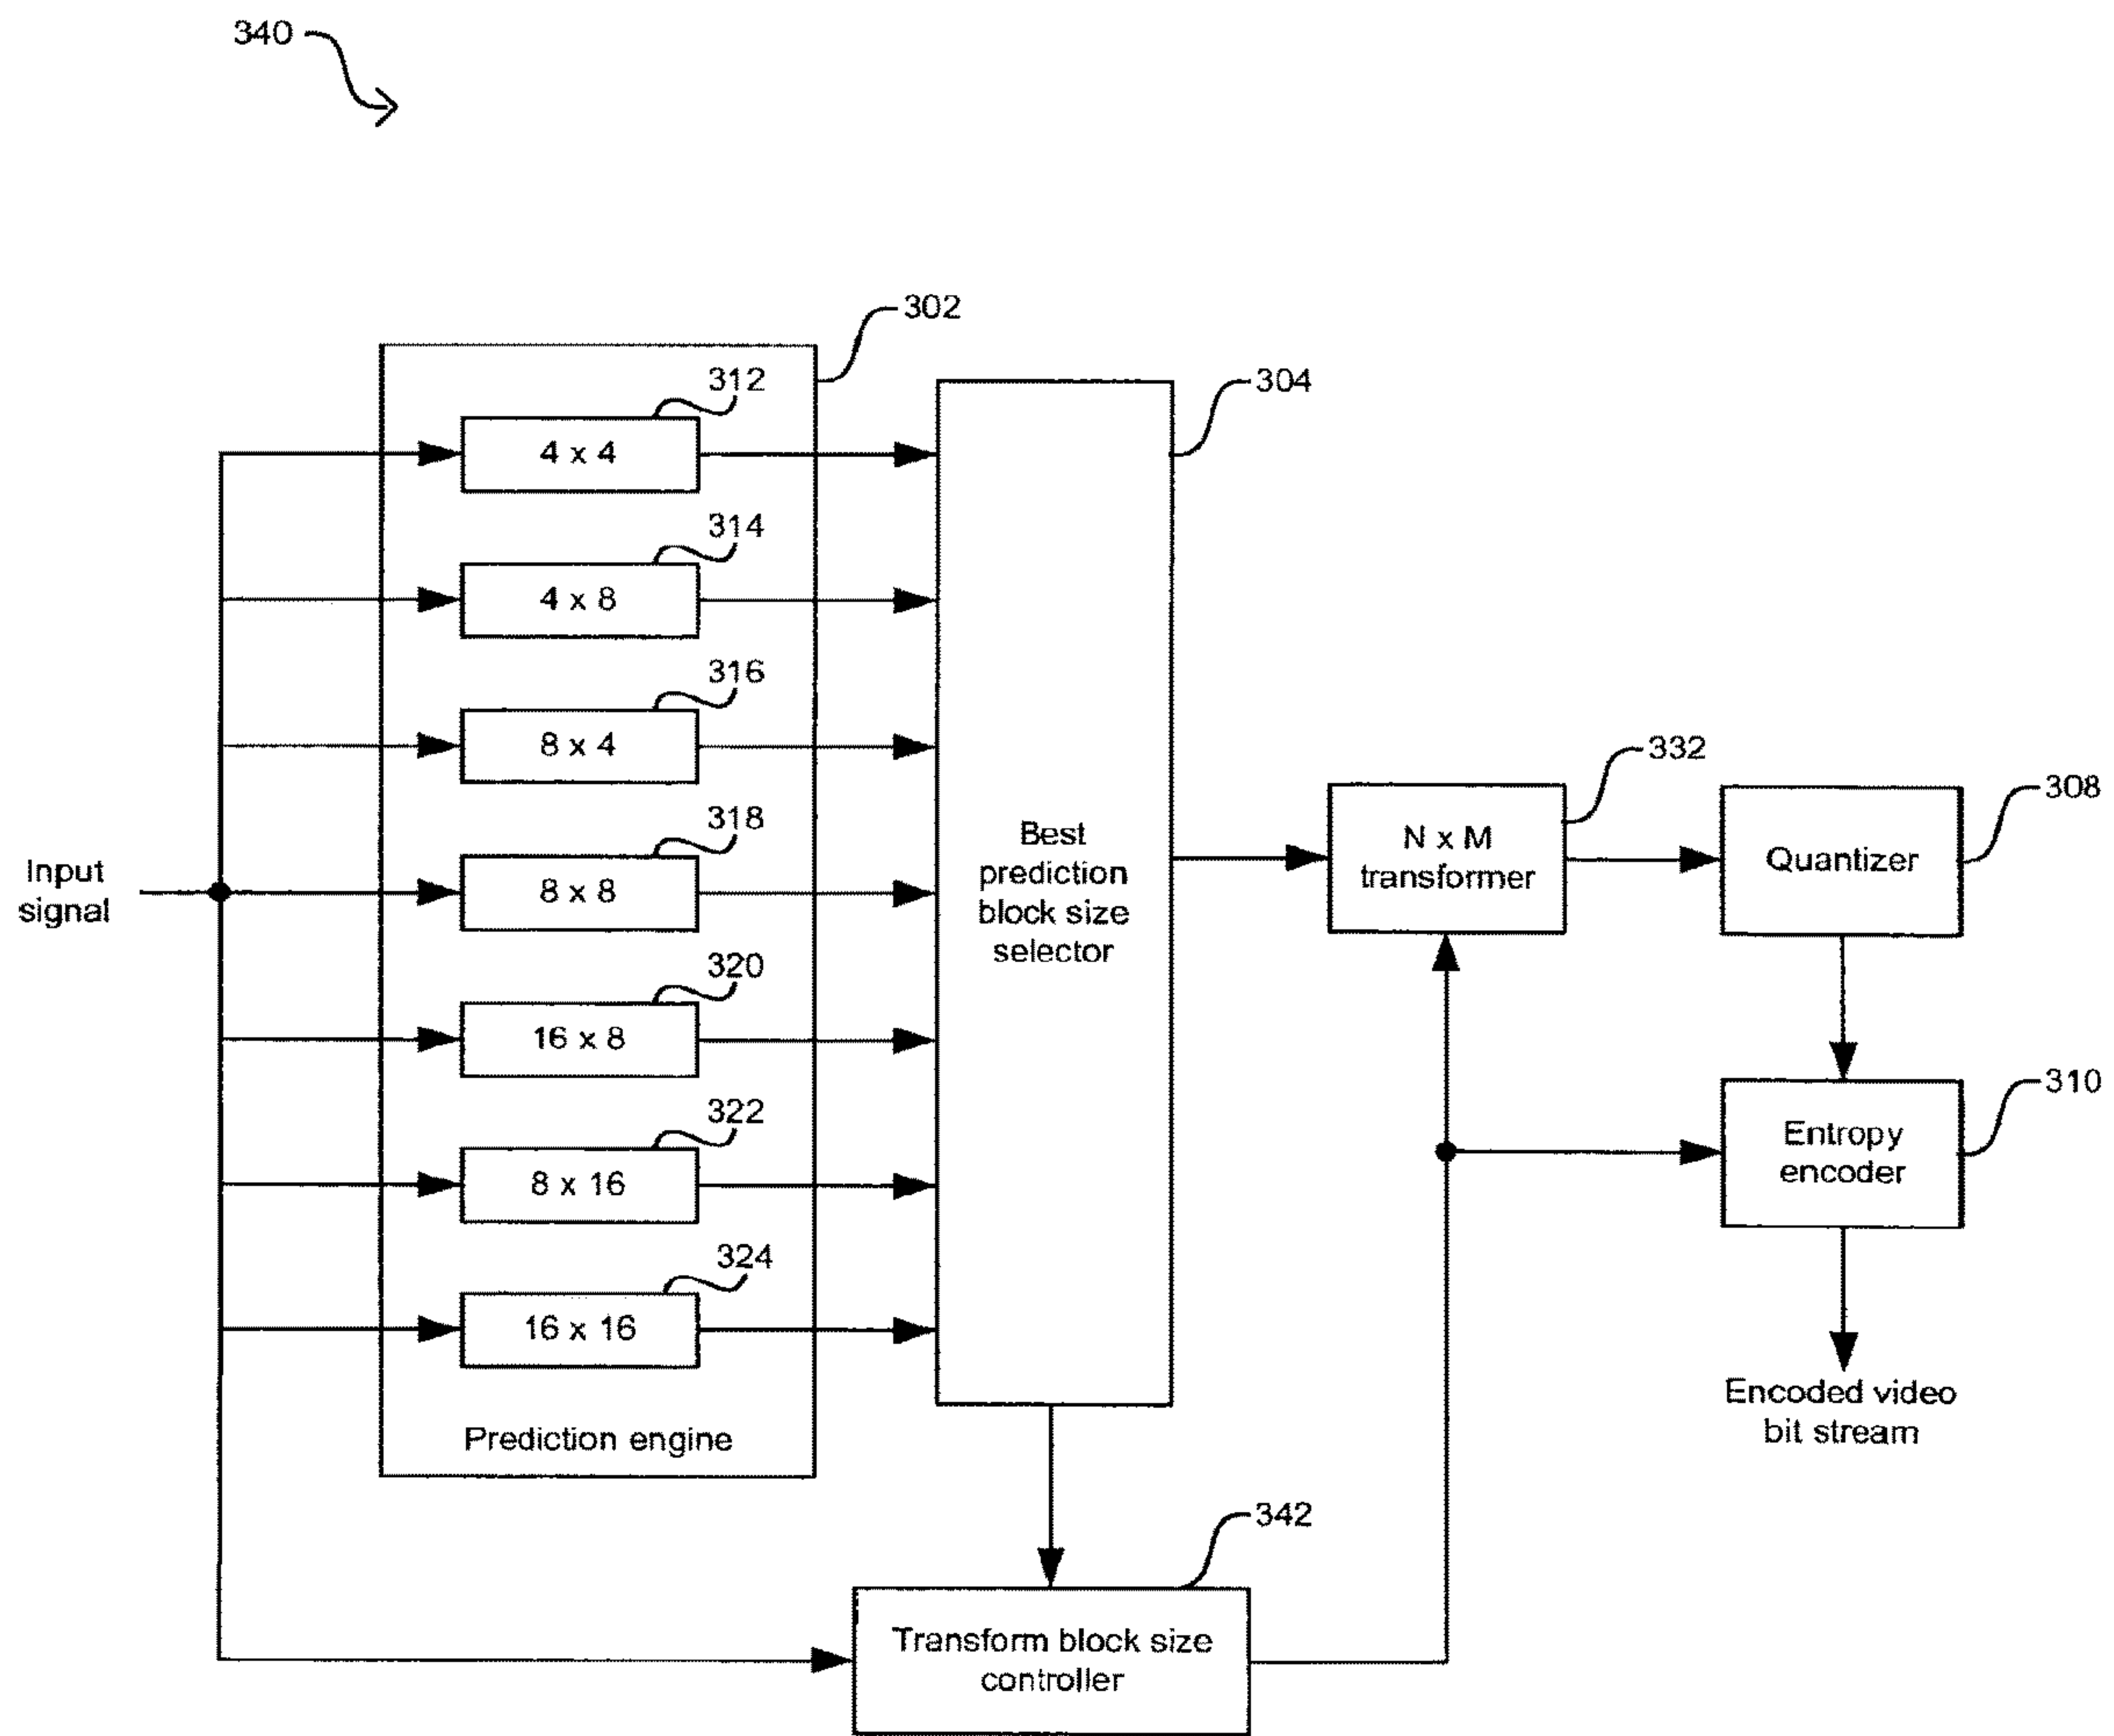 340
302
312
4 x 4
314
4 x 8
316
8 x 4
318
8 x 8
320
16 x 8
322
8 x 16
324
16 x 16
Prediction engine
Input
signal
304
Best
prediction
block size
selector
332
N x M
transformer
308
Quantizer
310
Entropy
encoder
Encoded video
bit stream
342
Transform block size
controller